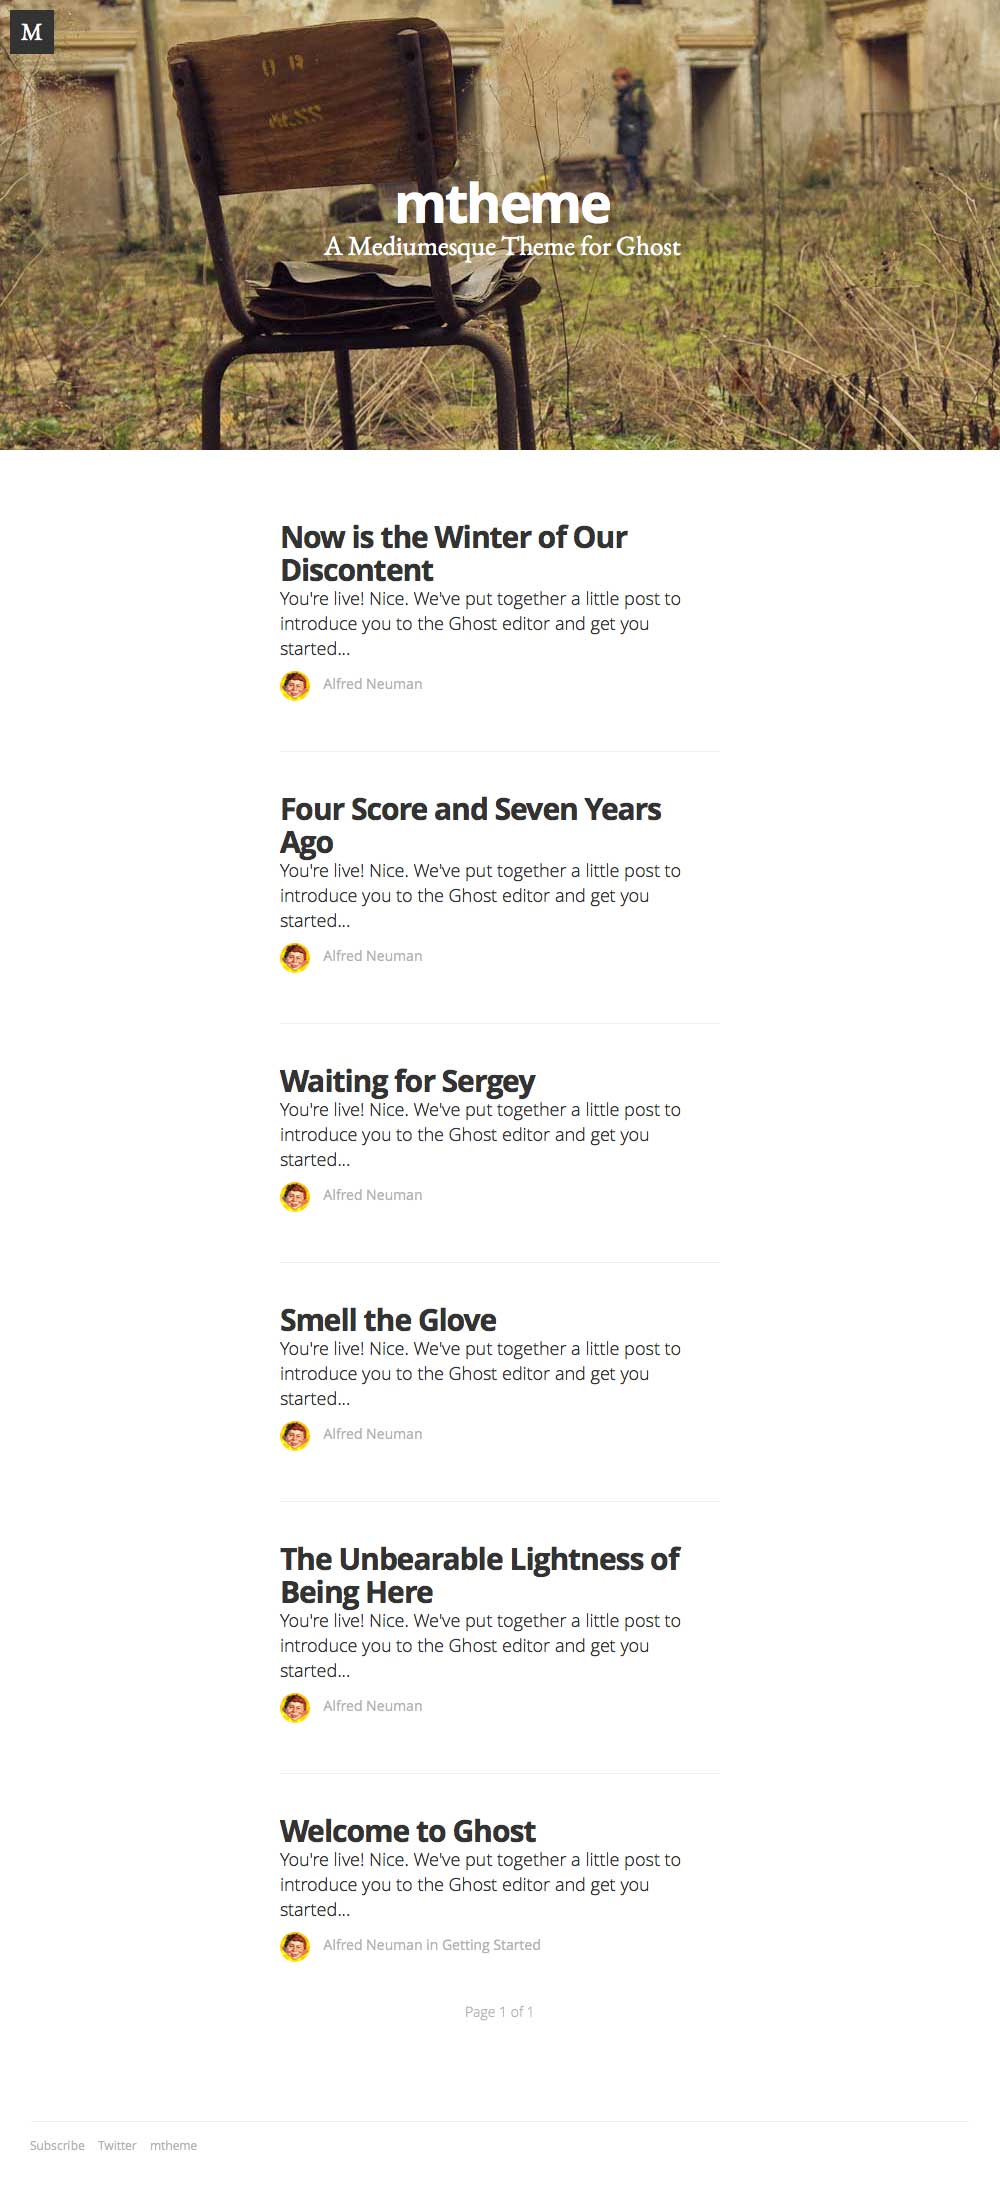 M
mtheme
A Mediumesque Theme for Ghost
Now is the Winter of Our
Discontent
You're live! Nice. We've put together a little post to
introduce you to the Ghost editor and get you
started...
Alfred Neuman
Four Score and Seven Years
Ago
You're live! Nice. We've put together a little post to
introduce you to the Ghost editor and get you
started...
Alfred Neuman
Waiting for Sergey
You're live! Nice. We've put together a little post to
introduce you to the Ghost editor and get you
started...
Alfred Neuman
Smell the Glove
You're live! Nice. We've put together a little post to
introduce you to the Ghost editor and get you
started...
Alfred Neuman
The Unbearable Lightness of
Being Here
You're live! Nice. We've put together a little post to
introduce you to the Ghost editor and get you
started...
Alfred Neuman
Welcome to Ghost
You're live! Nice. We've put together a little post to
introduce you to the Ghost editor and get you
started...
Alfred Neuman in Getting Started
Page 1 of 1
Subscribe Twitter mtheme